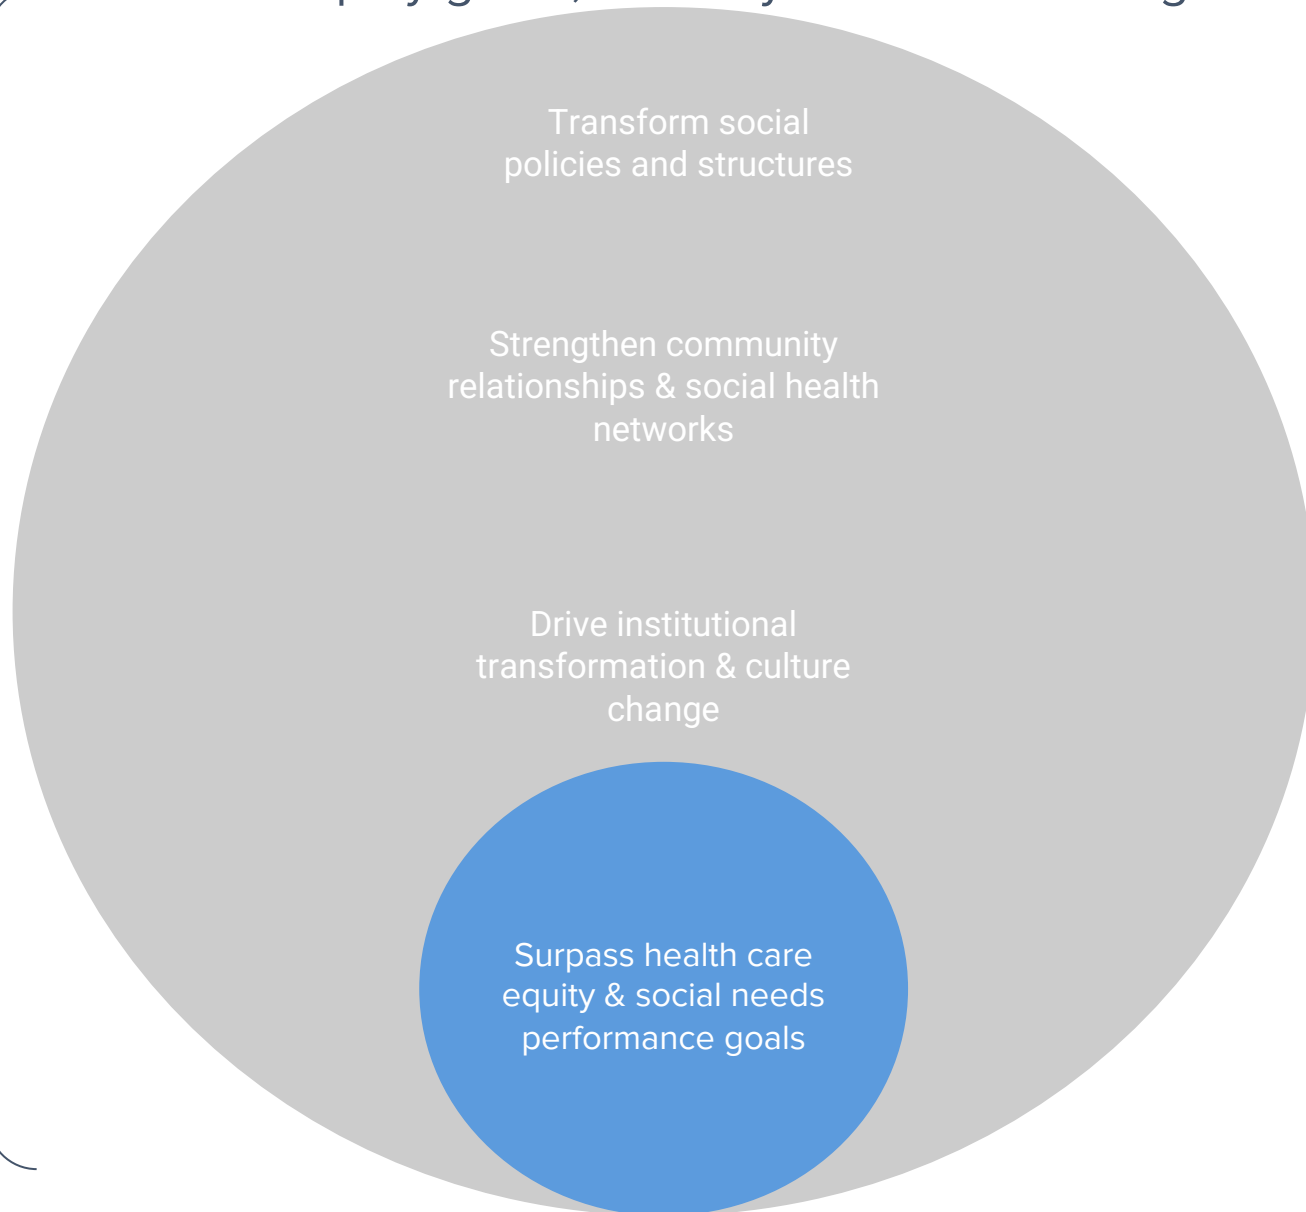 Transform social
policies and structures
Strengthen community
relationships & social health
networks
Drive institutional
transformation & culture
change
Surpass health care
equity & social needs
performance goals